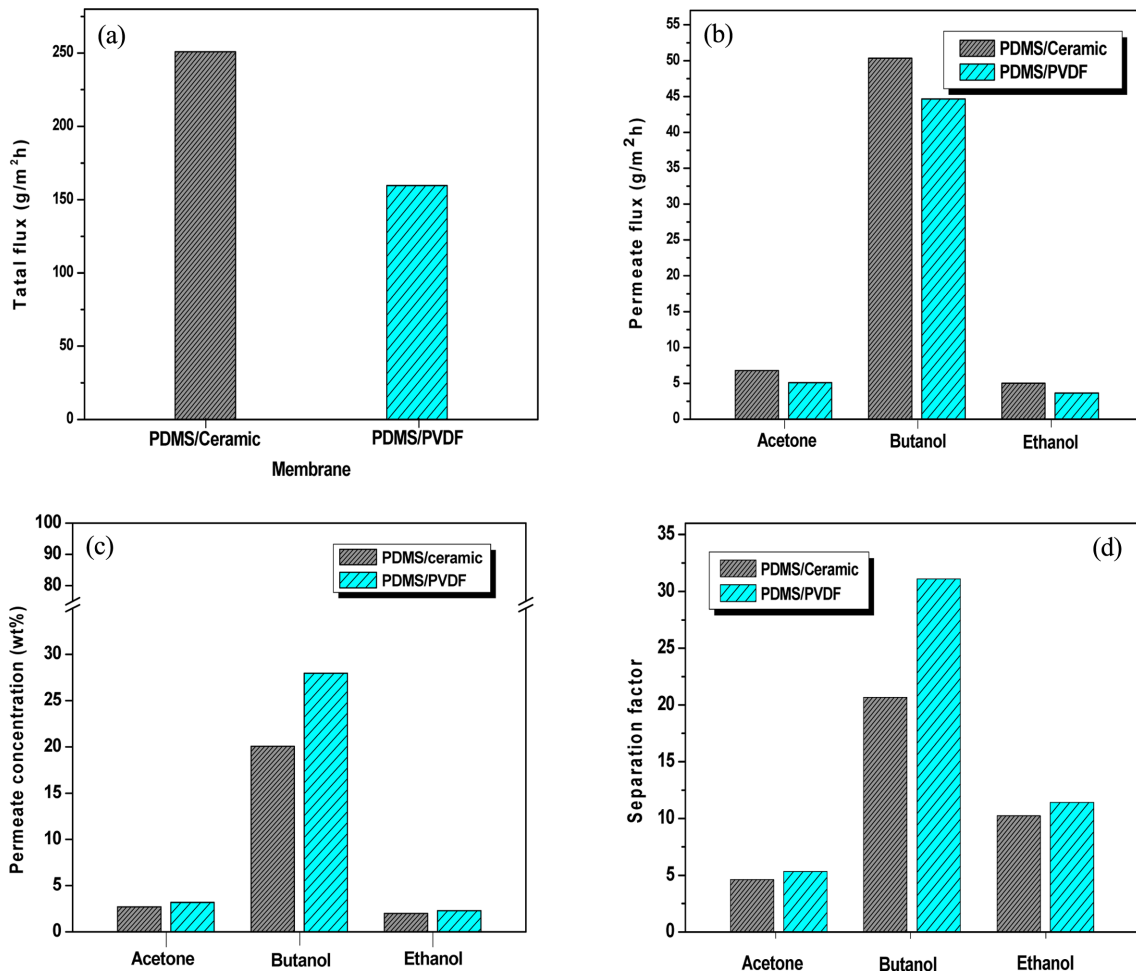 (a)
Tatal flux (g/m²h)
250
200
150
100
50
0
PDMS/Ceramic PDMS/PVDF
Membrane
(b)
PDMS/Ceramic
PDMS/PVDF
Permeate flux (g/m²h)
55
50
45
40
35
30
25
20
15
10
5
0
Acetone Butanol Ethanol
(c)
PDMS/ceramic
PDMS/PVDF
Permeate concentration (wt%)
100
90
80
30
25
20
15
10
5
0
Acetone Butanol Ethanol
(d)
PDMS/Ceramic
PDMS/PVDF
Separation factor
35
30
25
20
15
10
5
0
Acetone Butanol Ethanol